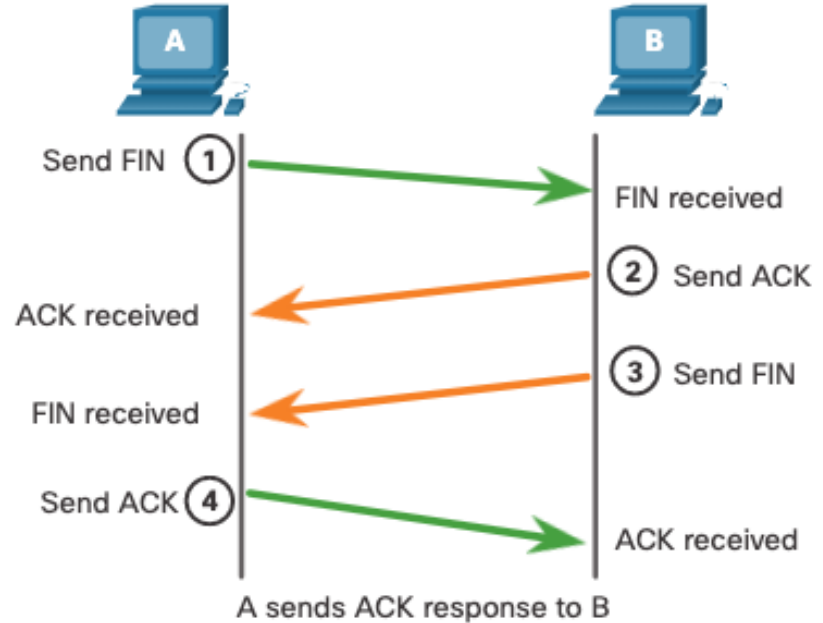 A
B
Send FIN 1
FIN received
2 Send ACK
ACK received
3 Send FIN
FIN received
Send ACK 4
ACK received
A sends ACK response to B